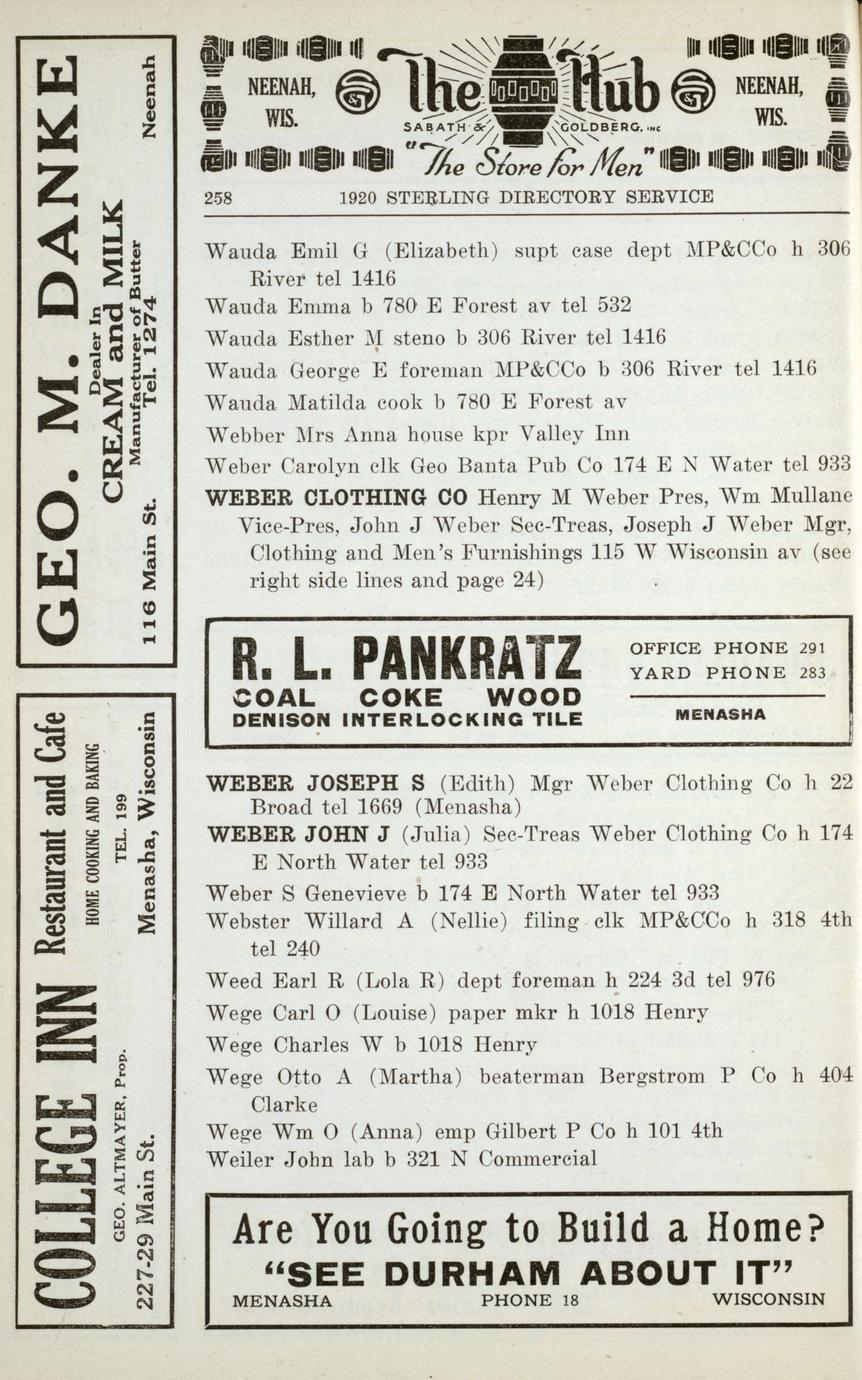 NEENAH,
WIS.
The Hub
SABATH & GOLDBERG. INC
"The Store for Men"
NEENAH,
WIS.
258 1920 STERLING DIRECTORY SERVICE
Wauda Emil G (Elizabeth) supt case dept MP&CCo h 306
River tel 1416
Wauda Emma b 780 E Forest av tel 532
Wauda Esther M steno b 306 River tel 1416
Wauda George E foreman MP&CCo b 306 River tel 1416
Wauda Matilda cook b 780 E Forest av
Webber Mrs Anna house kpr Valley Inn
Weber Carolyn clk Geo Banta Pub Co 174 E N Water tel 933
WEBER CLOTHING CO Henry M Weber Pres, Wm Mullane
Vice-Pres, John J Weber Sec-Treas, Joseph J Weber Mgr,
Clothing and Men's Furnishings 115 W Wisconsin av (see
right side lines and page 24)
R. L. PANKRATZ
COAL COKE WOOD
DENISON INTERLOCKING TILE
OFFICE PHONE 291
YARD PHONE 283
MENASHA
WEBER JOSEPH S (Edith) Mgr Weber Clothing Co h 22
Broad tel 1669 (Menasha)
WEBER JOHN J (Julia) Sec-Treas Weber Clothing Co h 174
E North Water tel 933
Weber S Genevieve b 174 E North Water tel 933
Webster Willard A (Nellie) filing clk MP&CCo h 318 4th
tel 240
Weed Earl R (Lola R) dept foreman h 224 3d tel 976
Wege Carl O (Louise) paper mkr h 1018 Henry
Wege Charles W b 1018 Henry
Wege Otto A (Martha) beaterman Bergstrom P Co h 404
Clarke
Wege Wm O (Anna) emp Gilbert P Co h 101 4th
Weiler John lab b 321 N Commercial
Are You Going to Build a Home?
"SEE DURHAM ABOUT IT"
MENASHA PHONE 18 WISCONSIN
GEO. M. DANKE
Dealer In
CREAM and MILK
Manufacturer of Butter
116 Main St. Tel. 1274 Neenah
COLLEGE INN Restaurant and Cafe
HOME COOKING AND BAKING
GEO. ALTMAYER, Prop. TEL. 199
227-29 Main St. Menasha, Wisconsin